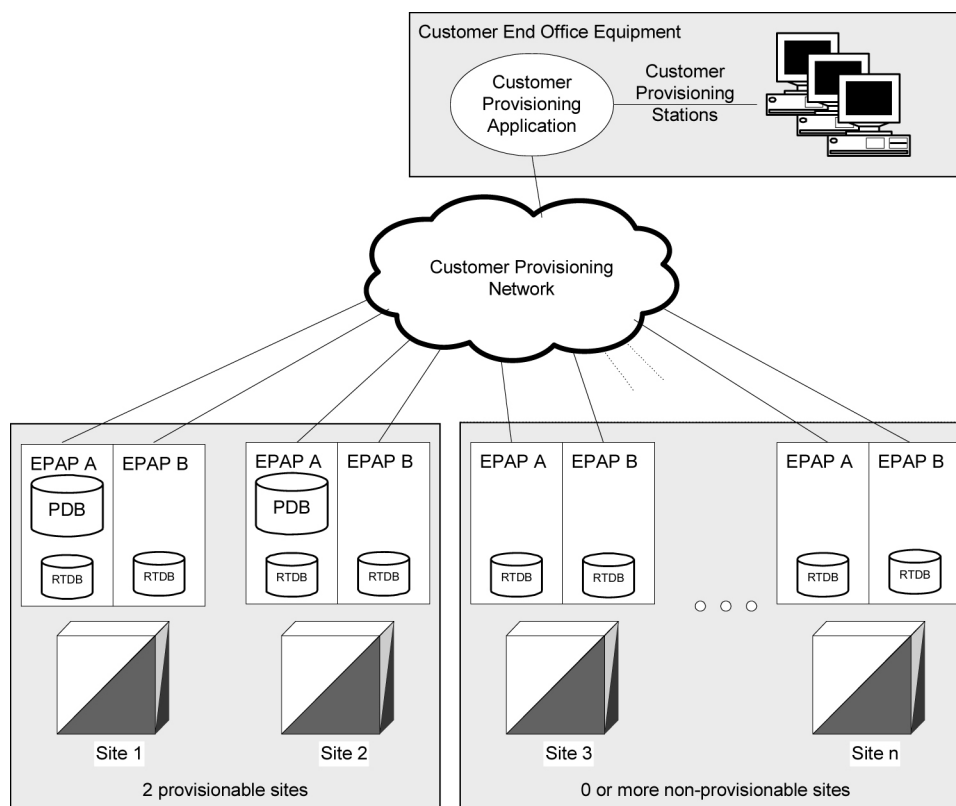 Customer End Office Equipment
Customer
Provisioning
Application
Customer
Provisioning
Stations
Customer Provisioning
Network
EPAP A
EPAP B
PDB
RTDB
RTDB
EPAP A
EPAP B
PDB
RTDB
RTDB
EPAP A
EPAP B
RTDB
RTDB
EPAP A
EPAP B
RTDB
RTDB
Site 1
Site 2
Site 3
Site n
2 provisionable sites
0 or more non-provisionable sites